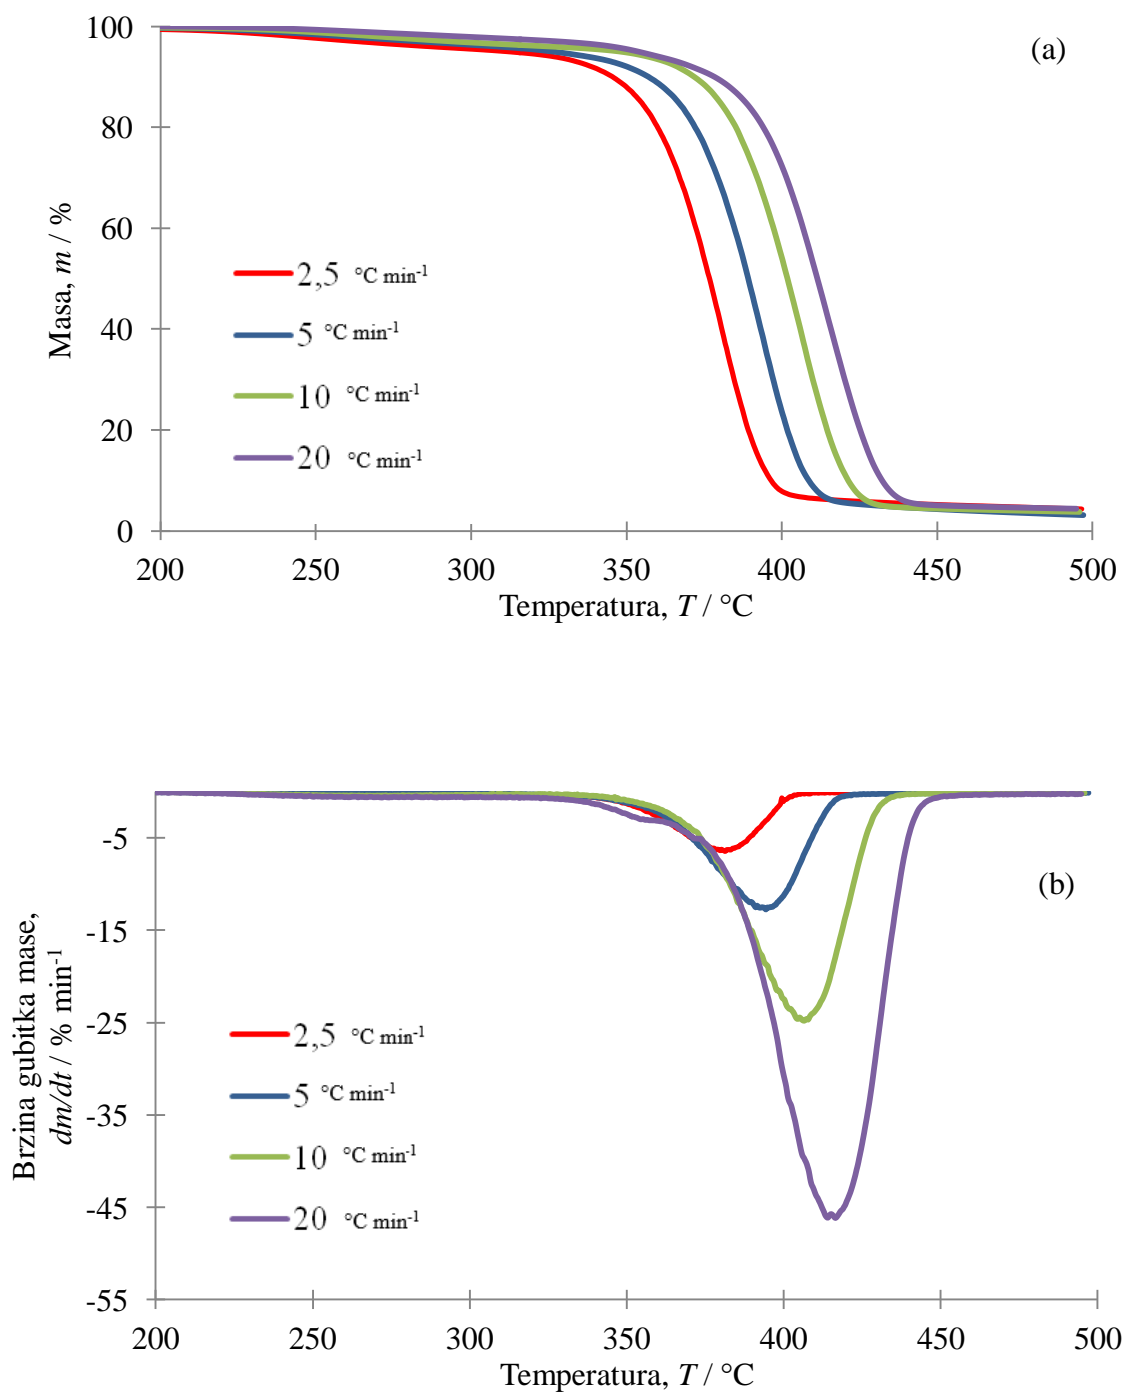 100
(a)
80
60
Masa, m / %
2,5 °C min-1
5 °C min-1
40
10 °C min-1
20
20 °C min-1
0
200 250 300 350 400 450 500
Temperatura, T / °C
-5
(b)
-15
Brzina gubitka mase,
dm/dt / % min-1
-25
2,5 °C min-1
5 °C min-1
-35
10 °C min-1
-45
20 °C min-1
-55
200 250 300 350 400 450 500
Temperatura, T / °C